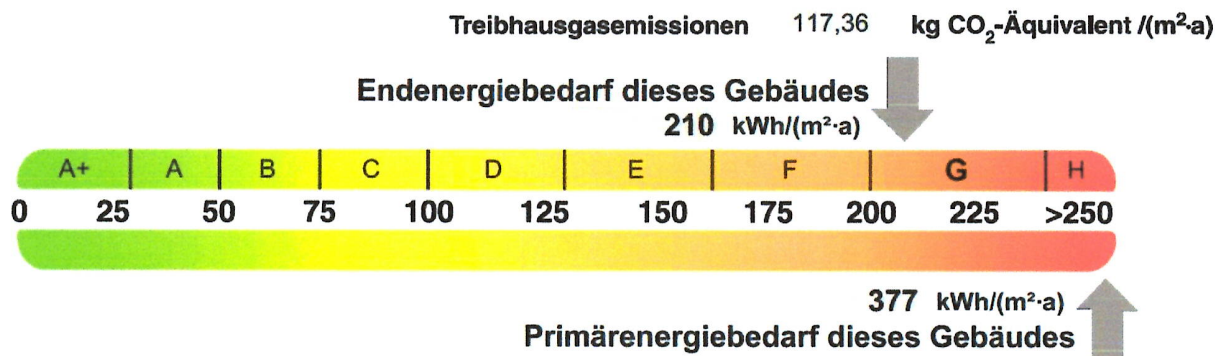 Treibhausgasemissionen 117,36 kg CO₂-Äquivalent /(m²·a)
Endenergiebedarf dieses Gebäudes
210 kWh/(m²·a)
A+ A B C D E F G H
0 25 50 75 100 125 150 175 200 225 >250
377 kWh/(m²·a)
Primärenergiebedarf dieses Gebäudes